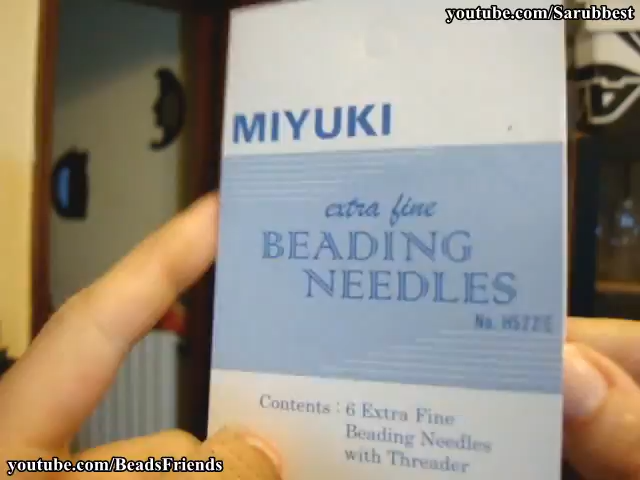 youtube.com/Sarubbest
MIYUKI
extra fine
BEADING
NEEDLES
No.
Contents : 6 Extra Fine
Beading Needles
with Threader
youtube.com/BeadsFriends